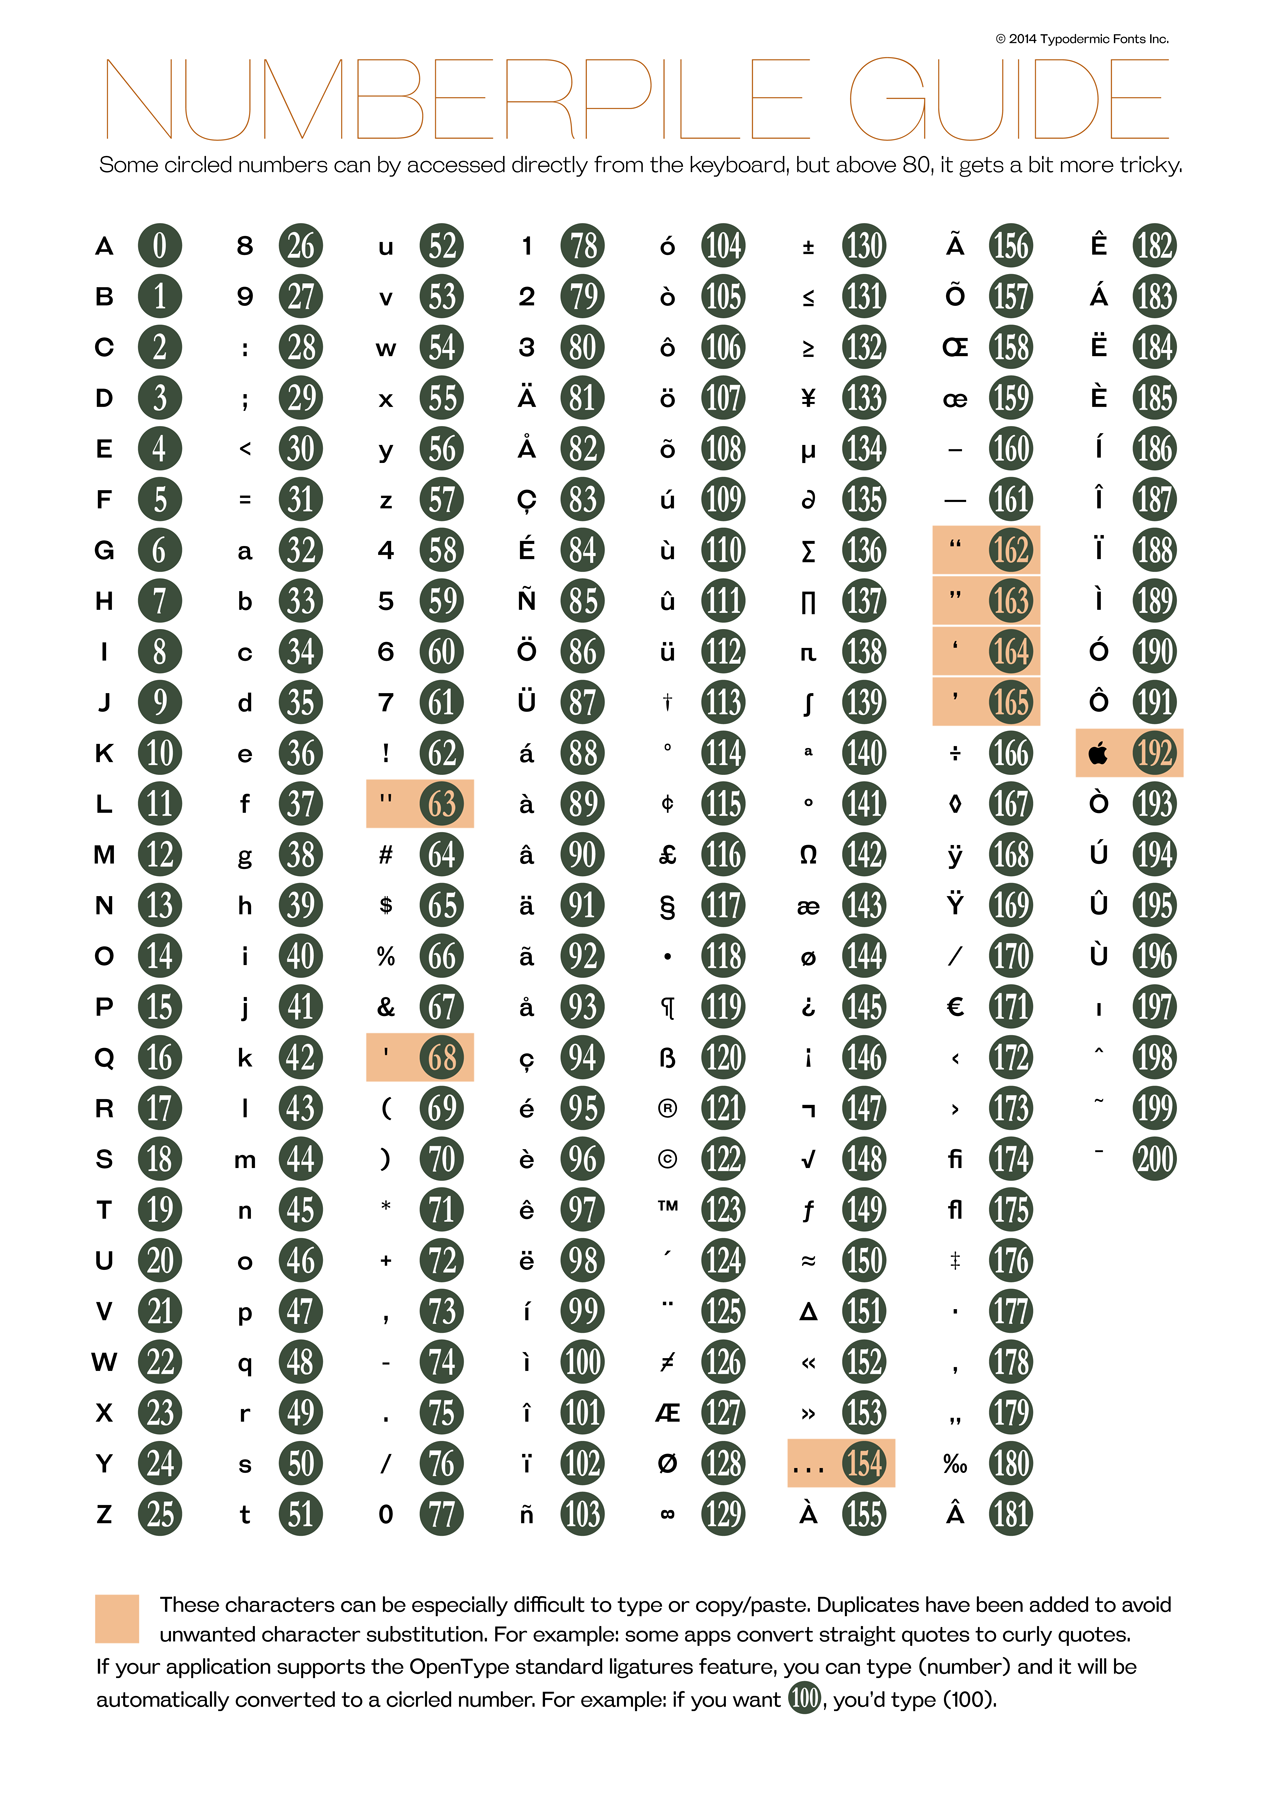 © 2014 Typodermic Fonts Inc.
NUMBERPILE GUIDE
Some circled numbers can by accessed directly from the keyboard, but above 80, it gets a bit more tricky.
A 0 8 26 u 52 1 78 ó 104 ± 130 Ã 156 Ê 182
B 1 9 27 v 53 2 79 ò 105 ≤ 131 Õ 157 Á 183
C 2 : 28 w 54 3 80 ô 106 ≥ 132 Œ 158 Ë 184
D 3 ; 29 x 55 Ä 81 ö 107 ¥ 133 œ 159 È 185
E 4 < 30 y 56 Å 82 õ 108 µ 134 – 160 Í 186
F 5 = 31 z 57 Ç 83 ú 109 ∂ 135 — 161 Î 187
G 6 a 32 4 58 É 84 ù 110 ∑ 136 “ 162 Ï 188
H 7 b 33 5 59 Ñ 85 û 111 ∏ 137 ” 163 Ì 189
I 8 c 34 6 60 Ö 86 ü 112 π 138 ‘ 164 Ó 190
J 9 d 35 7 61 Ü 87 † 113 ∫ 139 ’ 165 Ô 191
K 10 e 36 ! 62 á 88 ° 114 ª 140 ÷ 166  192
L 11 f 37 " 63 à 89 ¢ 115 º 141 ◊ 167 Ò 193
M 12 g 38 # 64 â 90 £ 116 Ω 142 ÿ 168 Ú 194
N 13 h 39 $ 65 ä 91 § 117 æ 143 Ÿ 169 Û 195
O 14 i 40 % 66 ã 92 • 118 ø 144 ⁄ 170 Ù 196
P 15 j 41 & 67 å 93 ¶ 119 ¿ 145 € 171 ı 197
Q 16 k 42 ' 68 ç 94 ß 120 ¡ 146 ‹ 172 ˆ 198
R 17 l 43 ( 69 é 95 ® 121 ¬ 147 › 173 ˜ 199
S 18 m 44 ) 70 è 96 © 122 √ 148 ﬁ 174 ¯ 200
T 19 n 45 * 71 ê 97 ™ 123 ƒ 149 ﬂ 175
U 20 o 46 + 72 ë 98 ´ 124 ≈ 150 ‡ 176
V 21 p 47 , 73 í 99 ¨ 125 ∆ 151 · 177
W 22 q 48 - 74 ì 100 ≠ 126 « 152 ‚ 178
X 23 r 49 . 75 î 101 Æ 127 » 153 „ 179
Y 24 s 50 / 76 ï 102 Ø 128 ... 154 ‰ 180
Z 25 t 51 0 77 ñ 103 ∞ 129 À 155 Â 181
These characters can be especially difficult to type or copy/paste. Duplicates have been added to avoid
unwanted character substitution. For example: some apps convert straight quotes to curly quotes.
If your application supports the OpenType standard ligatures feature, you can type (number) and it will be
automatically converted to a cicrled number. For example: if you want 100, you’d type (100).